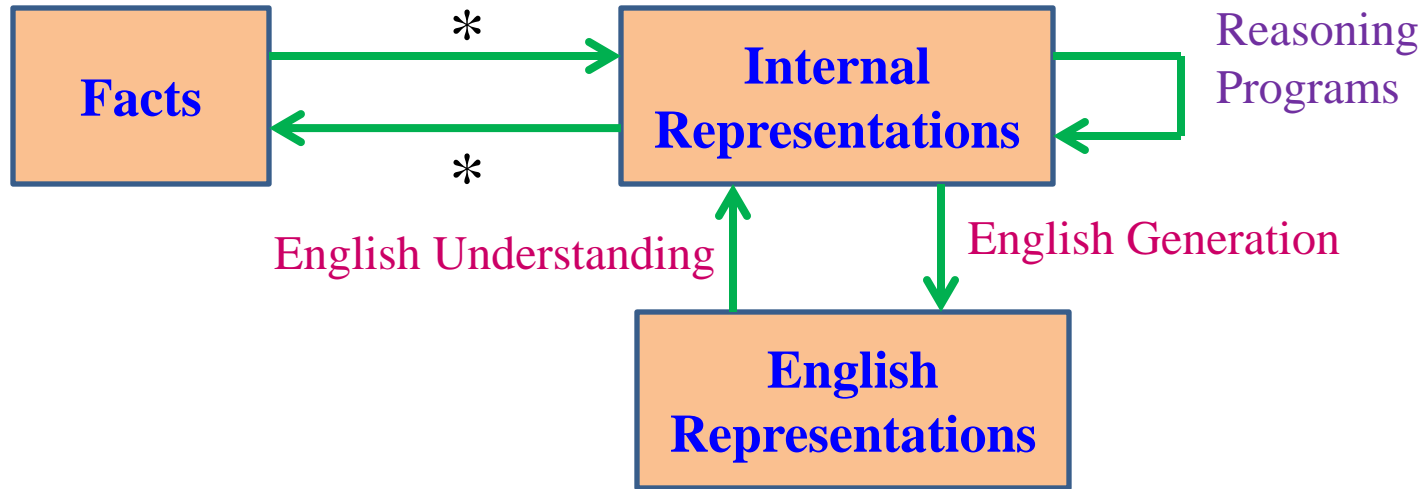 *
Facts
Internal
Representations
Reasoning
Programs
*
English Understanding
English Generation
English
Representations